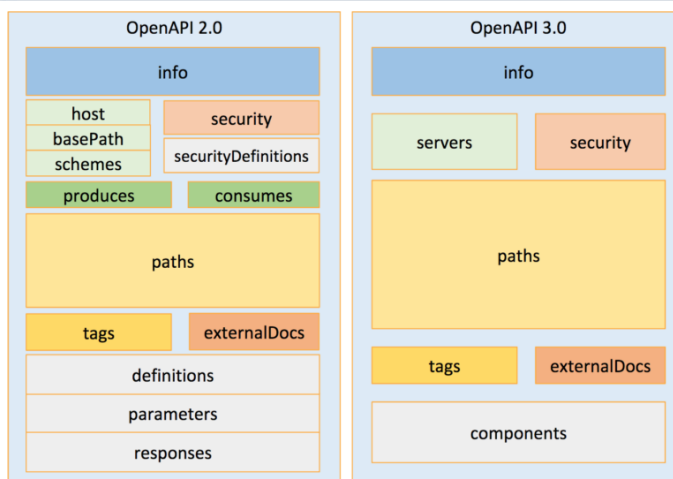 OpenAPI 2.0
info
host
basePath
schemes
security
securityDefinitions
produces
consumes
paths
tags
externalDocs
definitions
parameters
responses
OpenAPI 3.0
info
servers
security
paths
tags
externalDocs
components